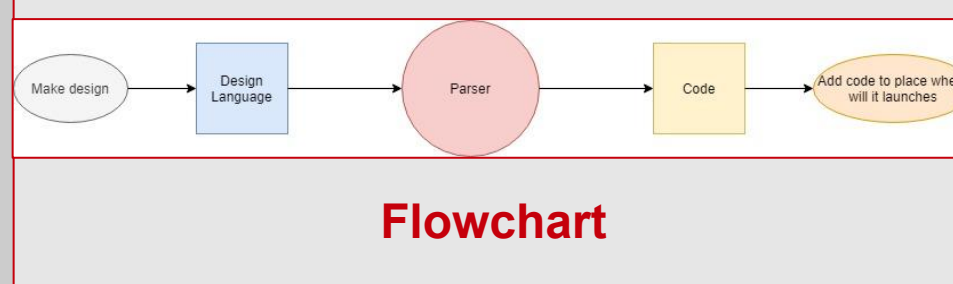 Make design
Design
Language
Parser
Code
Add code to place whe
will it launches
Flowchart